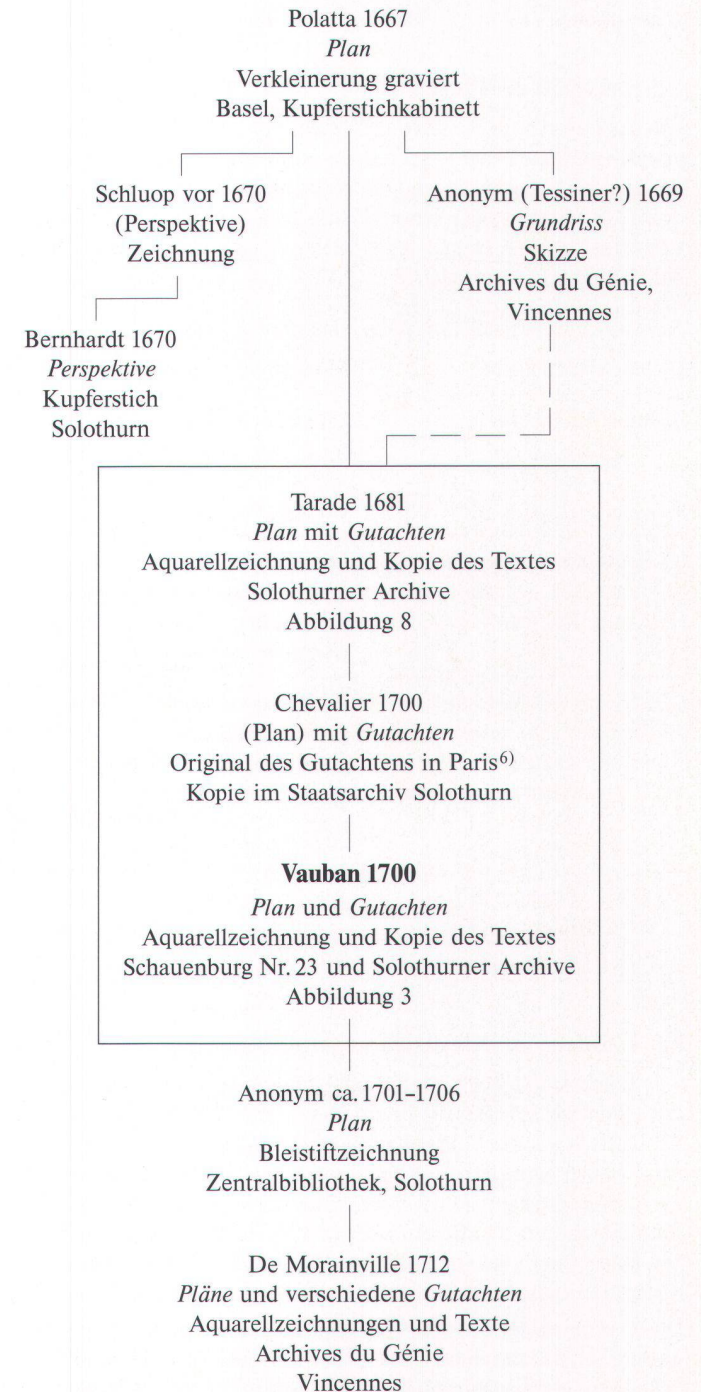 Polatta 1667
Plan
Verkleinerung graviert
Basel, Kupferstichkabinett
Schluop vor 1670
(Perspektive)
Zeichnung
Anonym (Tessiner?) 1669
Grundriss
Skizze
Archives du Génie,
Vincennes
Bernhardt 1670
Perspektive
Kupferstich
Solothurn
Tarade 1681
Plan mit Gutachten
Aquarellzeichnung und Kopie des Textes
Solothurner Archive
Abbildung 8
Chevalier 1700
(Plan) mit Gutachten
Original des Gutachtens in Paris6)
Kopie im Staatsarchiv Solothurn
Vauban 1700
Plan und Gutachten
Aquarellzeichnung und Kopie des Textes
Schauenburg Nr. 23 und Solothurner Archive
Abbildung 3
Anonym ca. 1701–1706
Plan
Bleistiftzeichnung
Zentralbibliothek, Solothurn
De Morainville 1712
Pläne und verschiedene Gutachten
Aquarellzeichnungen und Texte
Archives du Génie
Vincennes